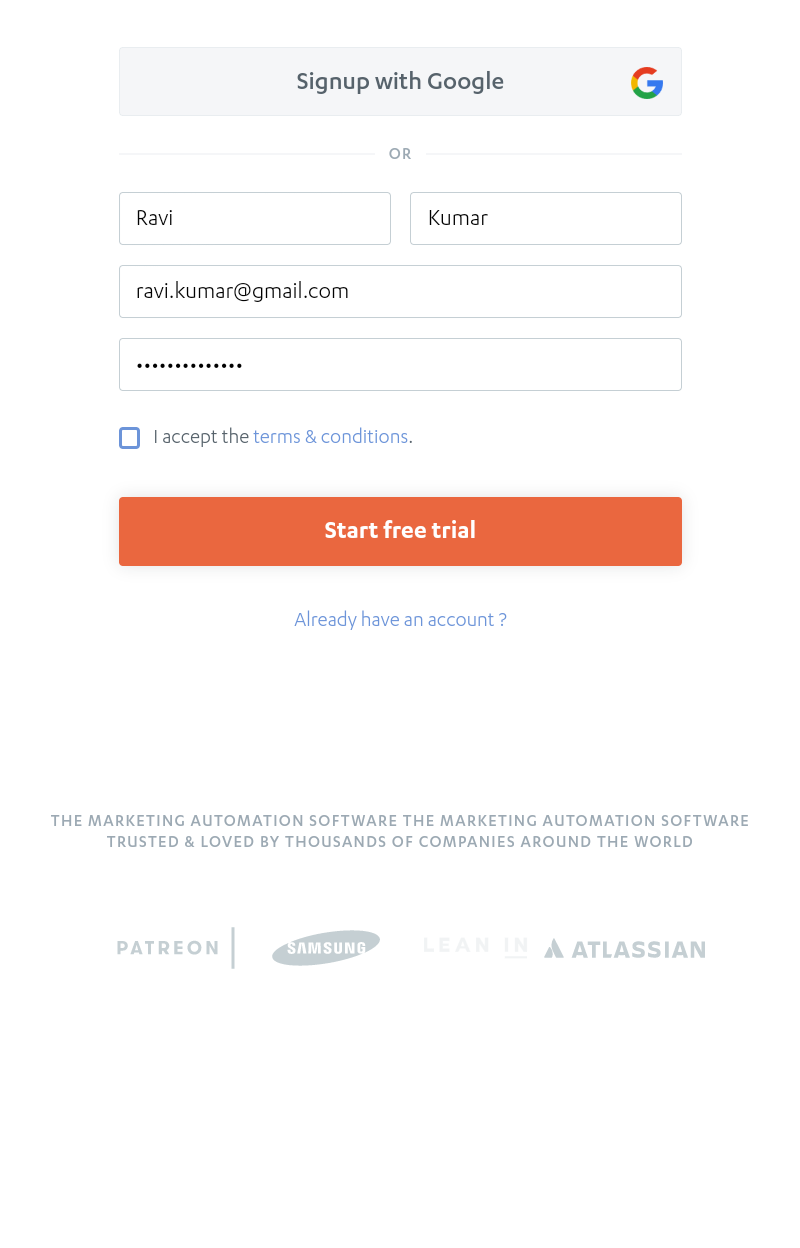 Signup with Google
OR
Ravi
Kumar
ravi.kumar@gmail.com
••••••••••••••
I accept the terms & conditions.
Start free trial
Already have an account ?
THE MARKETING AUTOMATION SOFTWARE THE MARKETING AUTOMATION SOFTWARE
TRUSTED & LOVED BY THOUSANDS OF COMPANIES AROUND THE WORLD
PATREON
SAMSUNG
LEAN IN
ATLASSIAN